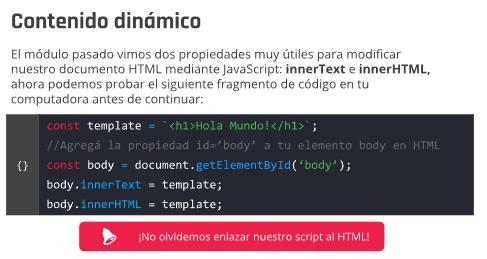 Contenido dinámico
El módulo pasado vimos dos propiedades muy útiles para modificar
nuestro documento HTML mediante JavaScript: innerText e innerHTML,
ahora podemos probar el siguiente fragmento de código en tu
computadora antes de continuar:
const template = `<h1>Hola Mundo!</h1>`;
//Agregá la propiedad id=’body’ a tu elemento body en HTML
{} const body = document.getElementById(‘body’);
body.innerText = template;
body.innerHTML = template;
¡No olvidemos enlazar nuestro script al HTML!